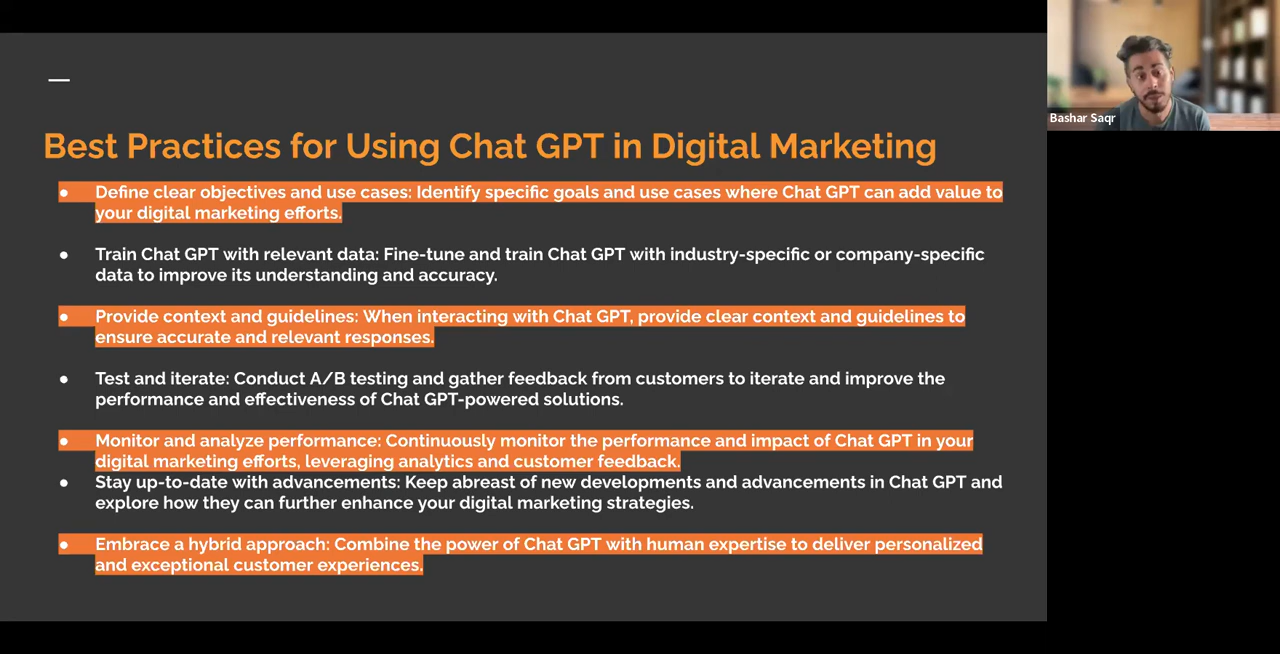 Best Practices for Using Chat GPT in Digital Marketing
● Define clear objectives and use cases: Identify specific goals and use cases where Chat GPT can add value to
your digital marketing efforts.
● Train Chat GPT with relevant data: Fine-tune and train Chat GPT with industry-specific or company-specific
data to improve its understanding and accuracy.
● Provide context and guidelines: When interacting with Chat GPT, provide clear context and guidelines to
ensure accurate and relevant responses.
● Test and iterate: Conduct A/B testing and gather feedback from customers to iterate and improve the
performance and effectiveness of Chat GPT-powered solutions.
● Monitor and analyze performance: Continuously monitor the performance and impact of Chat GPT in your
digital marketing efforts, leveraging analytics and customer feedback.
● Stay up-to-date with advancements: Keep abreast of new developments and advancements in Chat GPT and
explore how they can further enhance your digital marketing strategies.
● Embrace a hybrid approach: Combine the power of Chat GPT with human expertise to deliver personalized
and exceptional customer experiences.
Bashar Saqr